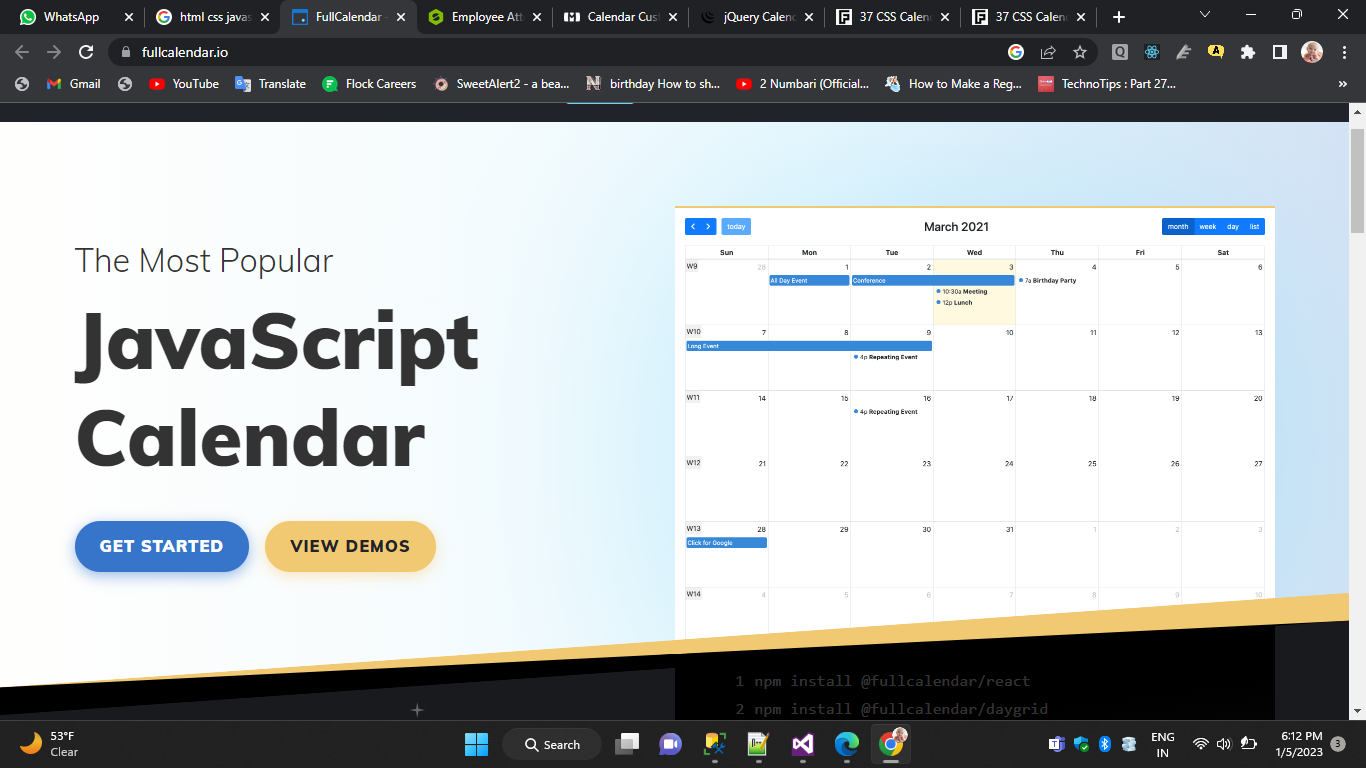 WhatsApp
html css javas
FullCalendar -
Employee Att
Calendar Cus
jQuery Calend
37 CSS Calen
37 CSS Calen
fullcalendar.io
Gmail
YouTube
Translate
Flock Careers
SweetAlert2 - a bea...
birthday How to sh...
2 Numbari (Official...
How to Make a Reg...
TechnoTips : Part 27...
The Most Popular
JavaScript
Calendar
GET STARTED
VIEW DEMOS
today
March 2021
month week day list
Sun Mon Tue Wed Thu Fri Sat
W9 28 1 2 3 4 5 6
All Day Event
Conference
7a Birthday Party
10:30a Meeting
12p Lunch
W10 7 8 9 10 11 12 13
Long Event
4p Repeating Event
W11 14 15 16 17 18 19 20
4p Repeating Event
W12 21 22 23 24 25 26 27
W13 28 29 30 31 1 2 3
Click for Google
W14 4 5 6 7 8 9 10
1 npm install @fullcalendar/react
2 npm install @fullcalendar/daygrid
53°F
Clear
Search
ENG
IN
6:12 PM
1/5/2023
3